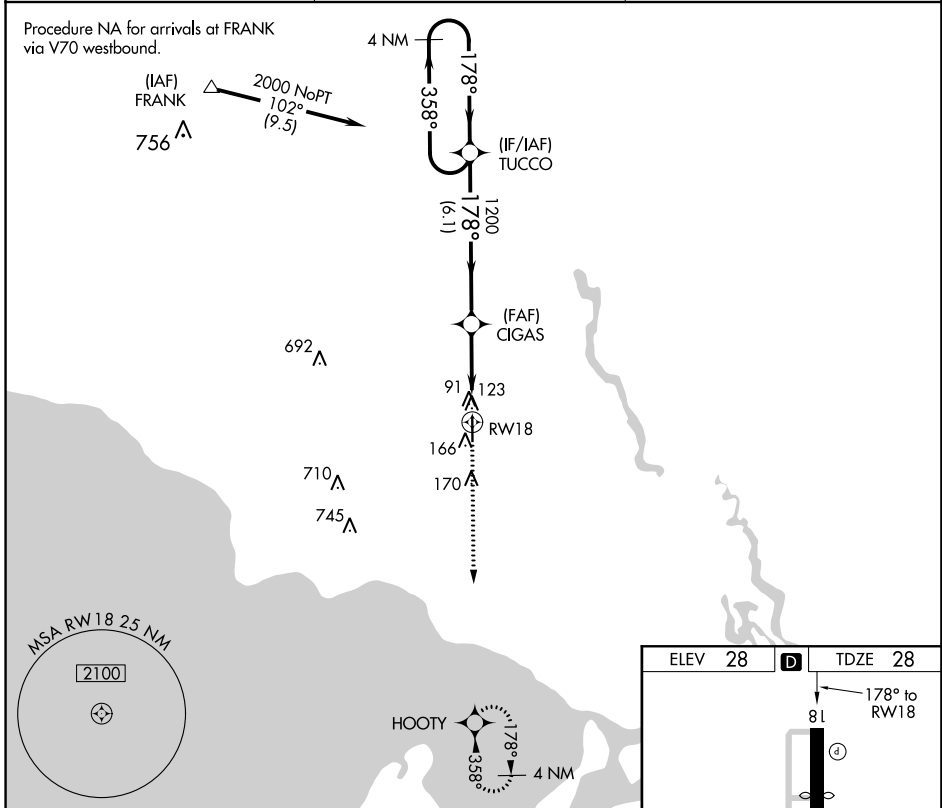 Procedure NA for arrivals at FRANK
via V70 westbound.
4 NM
178°
358°
(IAF)
FRANK
2000 NoPT
102°
(9.5)
756
(IF/IAF)
TUCCO
1200
178°
(6.1)
(FAF)
CIGAS
692
91
123
RW18
166
710
170
745
MSA RW18 25 NM
2100
HOOTY
178°
358°
4 NM
ELEV 28
D
TDZE 28
178° to
RW18
18
P